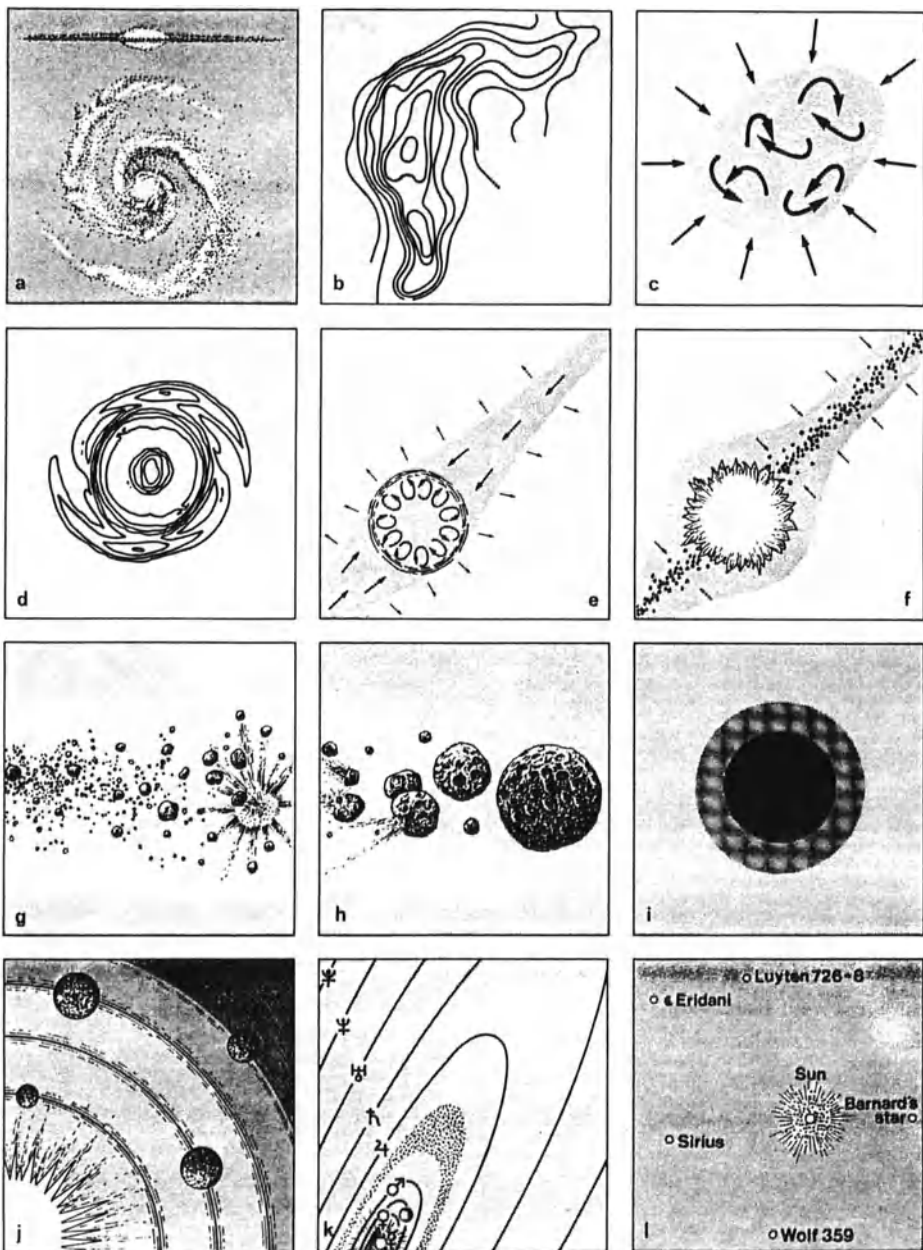 a
b
c
d
e
f
g
h
i
j
♆
♆
♅
♄
♃
♂
k
Luyten 726-8
ε Eridani
Sun
Barnard's
star
Sirius
Wolf 359
l